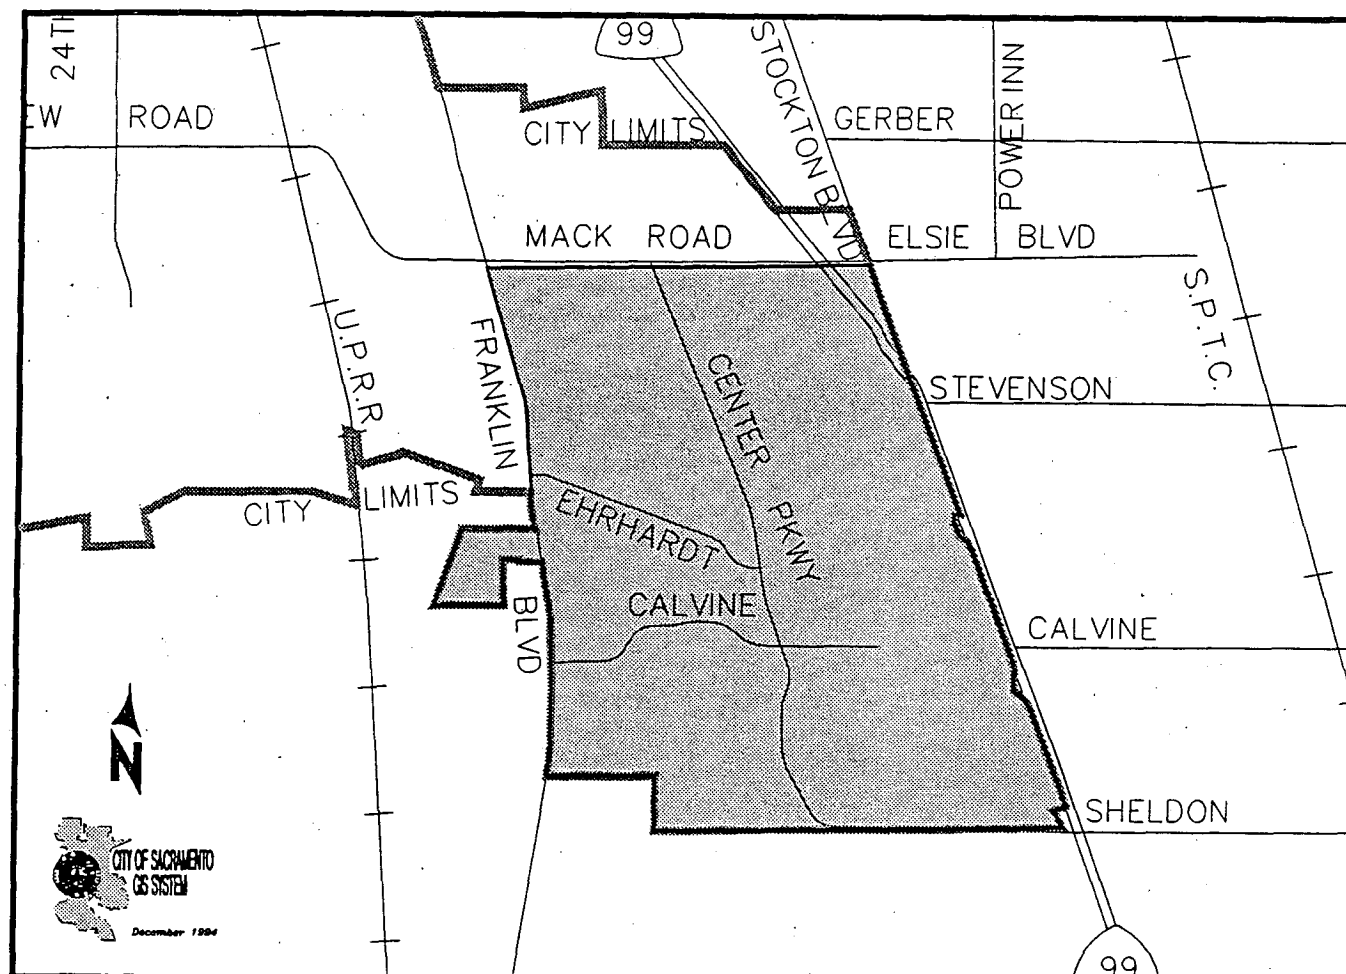 24TH
99
STOCKTON BLVD
POWER INN
EW ROAD
CITY LIMITS
GERBER
MACK ROAD
ELSIE BLVD
S.P.T.C.
U.P.R.R
FRANKLIN
CENTER PKWY
STEVENSON
CITY LIMITS
EHRHARDT
CALVINE
BLVD
CALVINE
N
SHELDON
CITY OF SACRAMENTO
GIS SYSTEM
December 1994
99